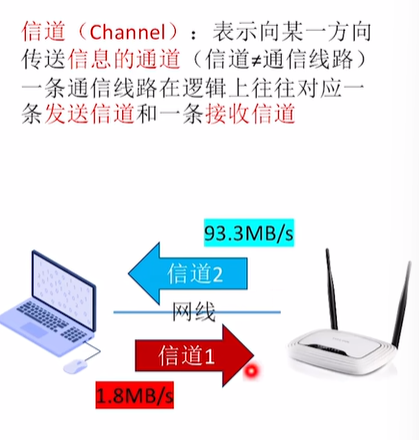 信道（Channel）：表示向某一方向
传送信息的通道（信道≠通信线路）
一条通信线路在逻辑上往往对应一
条发送信道和一条接收信道
93.3MB/s
信道2
网线
信道1
1.8MB/s